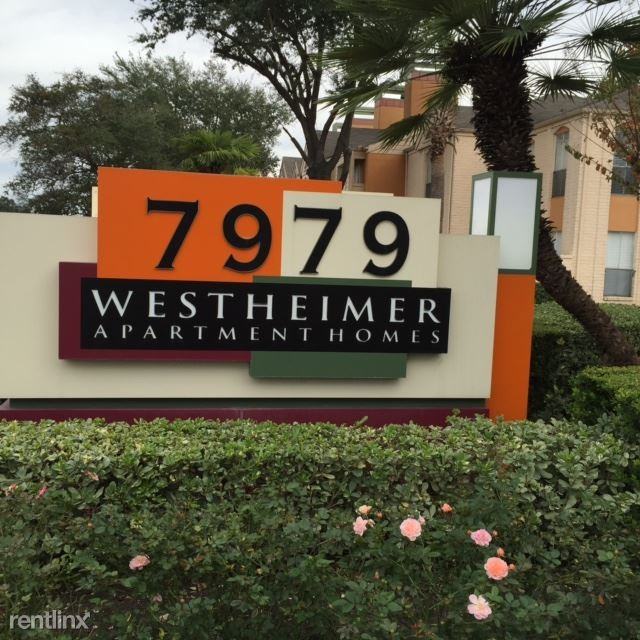 7979
WESTHEIMER
APARTMENT HOMES
rentlinx